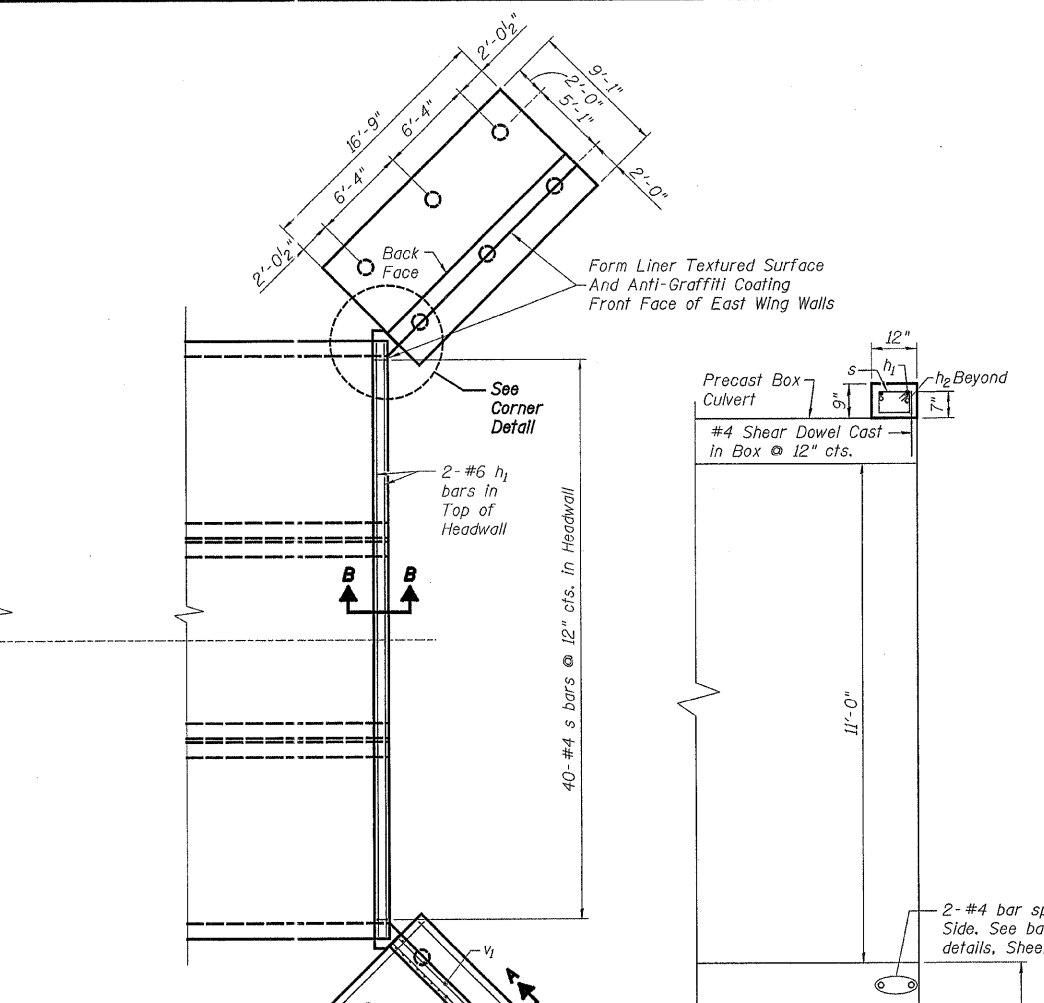 2'-0½"
9'-1"
2'-0"
5'-1"
16'-9"
6'-4"
6'-4"
2'-0"
2'-0½"
Back
Face
Form Liner Textured Surface
And Anti-Graffiti Coating
Front Face of East Wing Walls
See
Corner
Detail
2-#6 h1
bars in
Top of
Headwall
B B
40-#4 s bars @ 12" cts. in Headwall
v1
A
12"
s
h1
h2 Beyond
Precast Box
Culvert
9"
7"
#4 Shear Dowel Cast
in Box @ 12" cts.
11'-0"
2-#4 bar
Side. See
details,